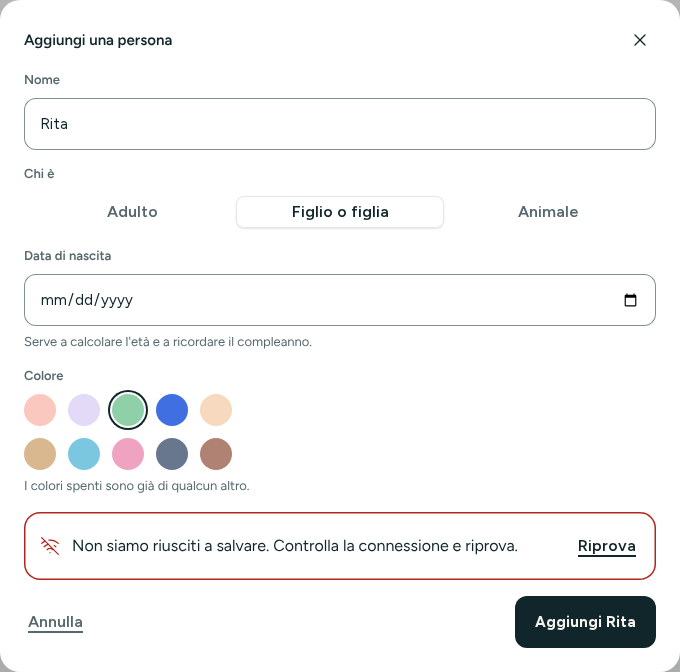 Aggiungi una persona
Nome
Rita
Chi è
Adulto
Figlio o figlia
Animale
Data di nascita
mm/dd/yyyy
Serve a calcolare l'età e a ricordare il compleanno.
Colore
I colori spenti sono già di qualcun altro.
Non siamo riusciti a salvare. Controlla la connessione e riprova.
Riprova
Annulla
Aggiungi Rita